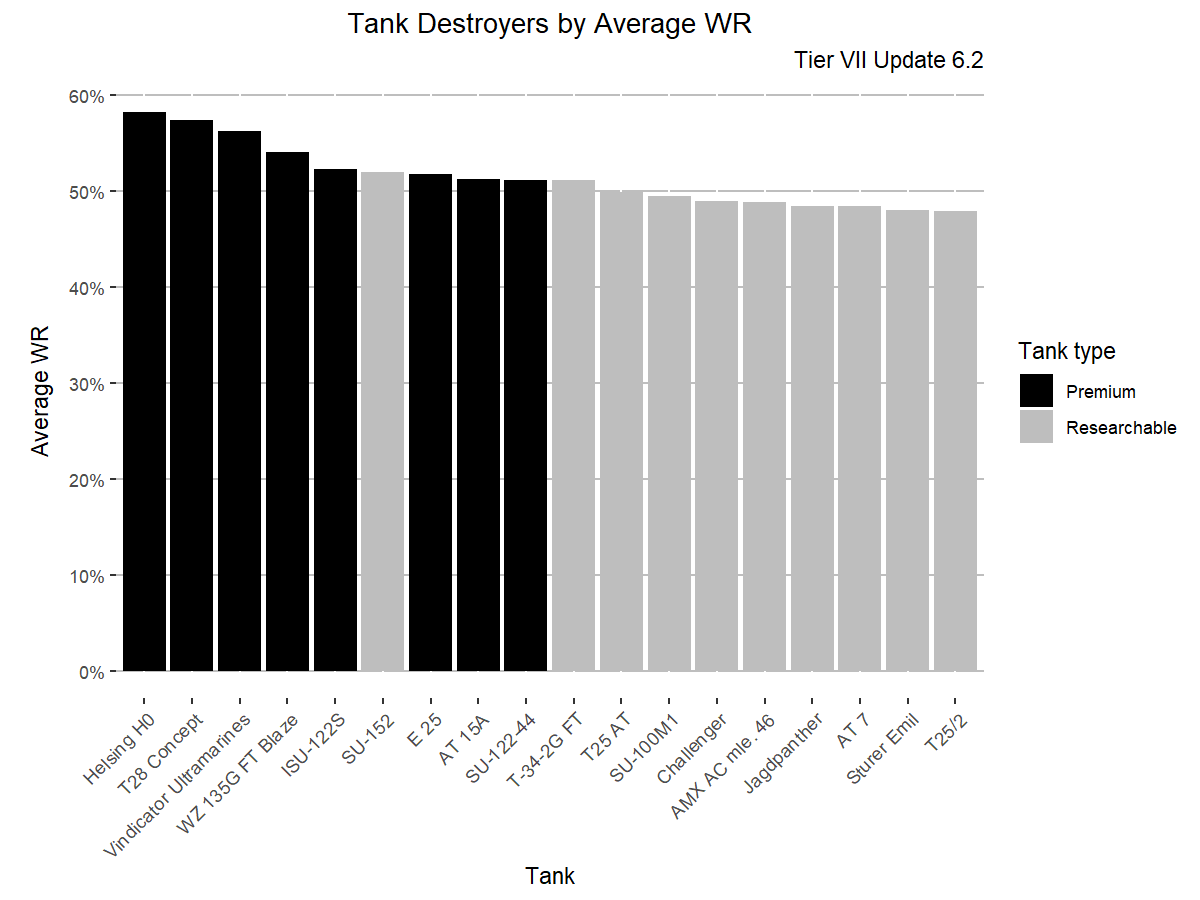 Tank Destroyers by Average WR
Tier VII Update 6.2
60%
50%
40%
30%
20%
10%
0%
Average WR
Helsing H0
T28 Concept
Vindicator Ultramarines
WZ 135G FT Blaze
ISU-122S
SU-152
E 25
AT 15A
SU-122-44
T-34-2G FT
T25 AT
SU-100M1
Challenger
AMX AC mle. 46
Jagdpanther
AT 7
Sturer Emil
T25/2
Tank
Tank type
Premium
Researchable